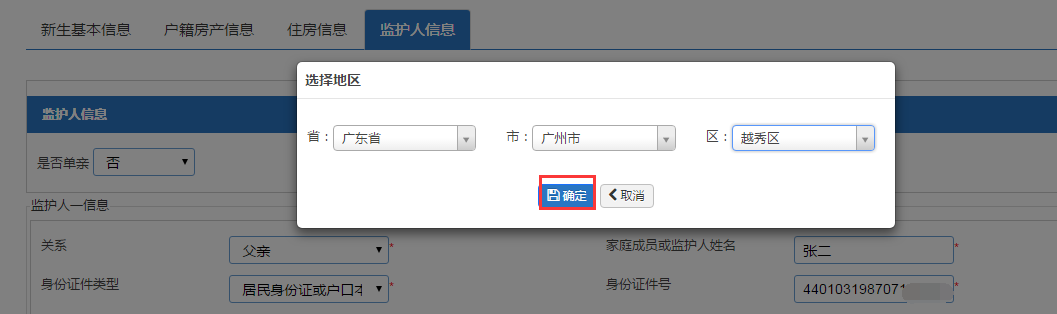 新生基本信息 户籍房产信息 住房信息 监护人信息
选择地区
监护人信息
省： 广东省 市： 广州市 区： 越秀区
是否单亲 否
确定 取消
监护人一信息
关系 父亲 * 家庭成员或监护人姓名 张二 *
身份证件类型 居民身份证或户口本 * 身份证件号 4401031987071 *